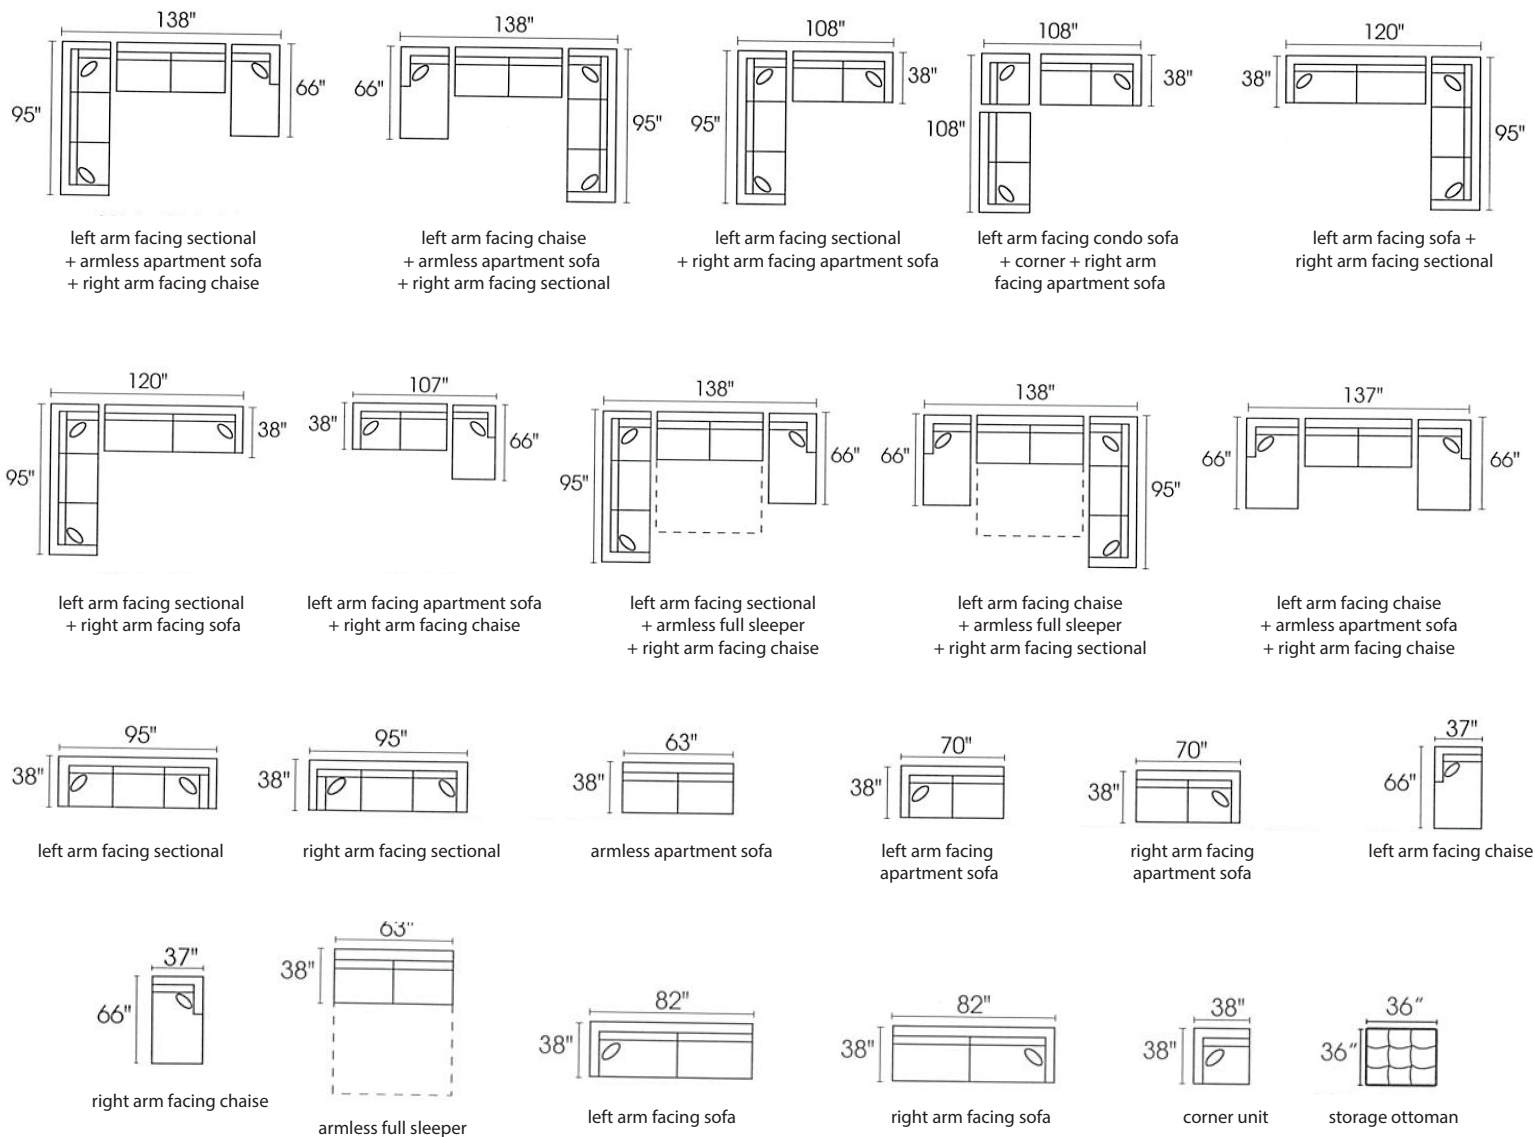 138"
95"
66"
left arm facing sectional
+ armless apartment sofa
+ right arm facing chaise
138"
66"
95"
left arm facing chaise
+ armless apartment sofa
+ right arm facing sectional
108"
95"
38"
left arm facing sectional
+ right arm facing apartment sofa
108"
38"
108"
left arm facing condo sofa
+ corner + right arm
facing apartment sofa
120"
38"
95"
left arm facing sofa +
right arm facing sectional
120"
95"
38"
left arm facing sectional
+ right arm facing sofa
107"
38"
66"
left arm facing apartment sofa
+ right arm facing chaise
138"
95"
66"
left arm facing sectional
+ armless full sleeper
+ right arm facing chaise
138"
66"
95"
left arm facing chaise
+ armless full sleeper
+ right arm facing sectional
137"
66"
66"
left arm facing chaise
+ armless apartment sofa
+ right arm facing chaise
95"
38"
left arm facing sectional
95"
38"
right arm facing sectional
63"
38"
armless apartment sofa
70"
38"
left arm facing
apartment sofa
70"
38"
right arm facing
apartment sofa
37"
66"
left arm facing chaise
37"
66"
right arm facing chaise
63"
38"
armless full sleeper
82"
38"
left arm facing sofa
82"
38"
right arm facing sofa
38"
38"
corner unit
36"
36"
storage ottoman